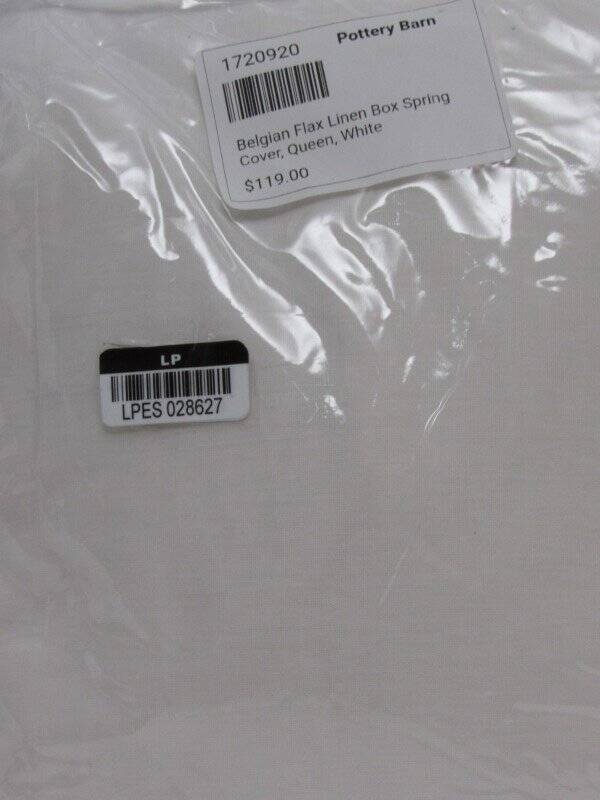 1720920
Pottery Barn
Belgian Flax Linen Box Spring
Cover, Queen, White
$119.00
LP
LPES 028627